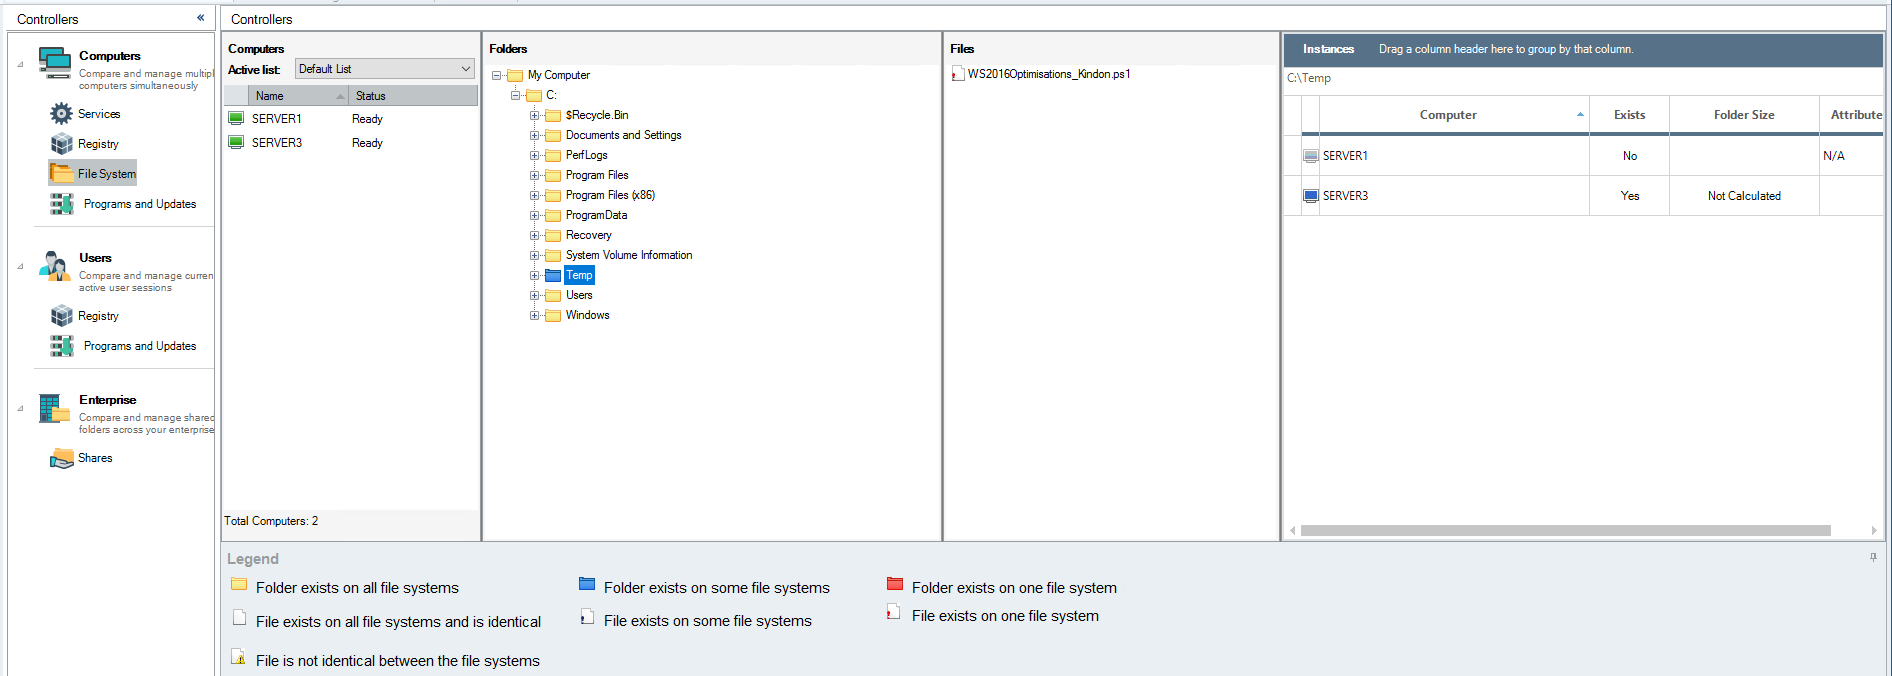 Controllers
«
Computers
Compare and manage multipl
computers simultaneously
Services
Registry
File System
Programs and Updates
Users
Compare and manage curren
active user sessions
Registry
Programs and Updates
Enterprise
Compare and manage shared
folders across your enterprise
Shares
Controllers
Computers
Active list: Default List
Name Status
SERVER1 Ready
SERVER3 Ready
Total Computers: 2
Folders
My Computer
C:
$Recycle.Bin
Documents and Settings
PerfLogs
Program Files
Program Files (x86)
ProgramData
Recovery
System Volume Information
Temp
Users
Windows
Files
WS2016Optimisations_Kindon.ps1
Instances Drag a column header here to group by that column.
C:\Temp
Computer Exists Folder Size Attribute
SERVER1 No N/A
SERVER3 Yes Not Calculated
Legend
Folder exists on all file systems Folder exists on some file systems Folder exists on one file system
File exists on all file systems and is identical File exists on some file systems File exists on one file system
File is not identical between the file systems